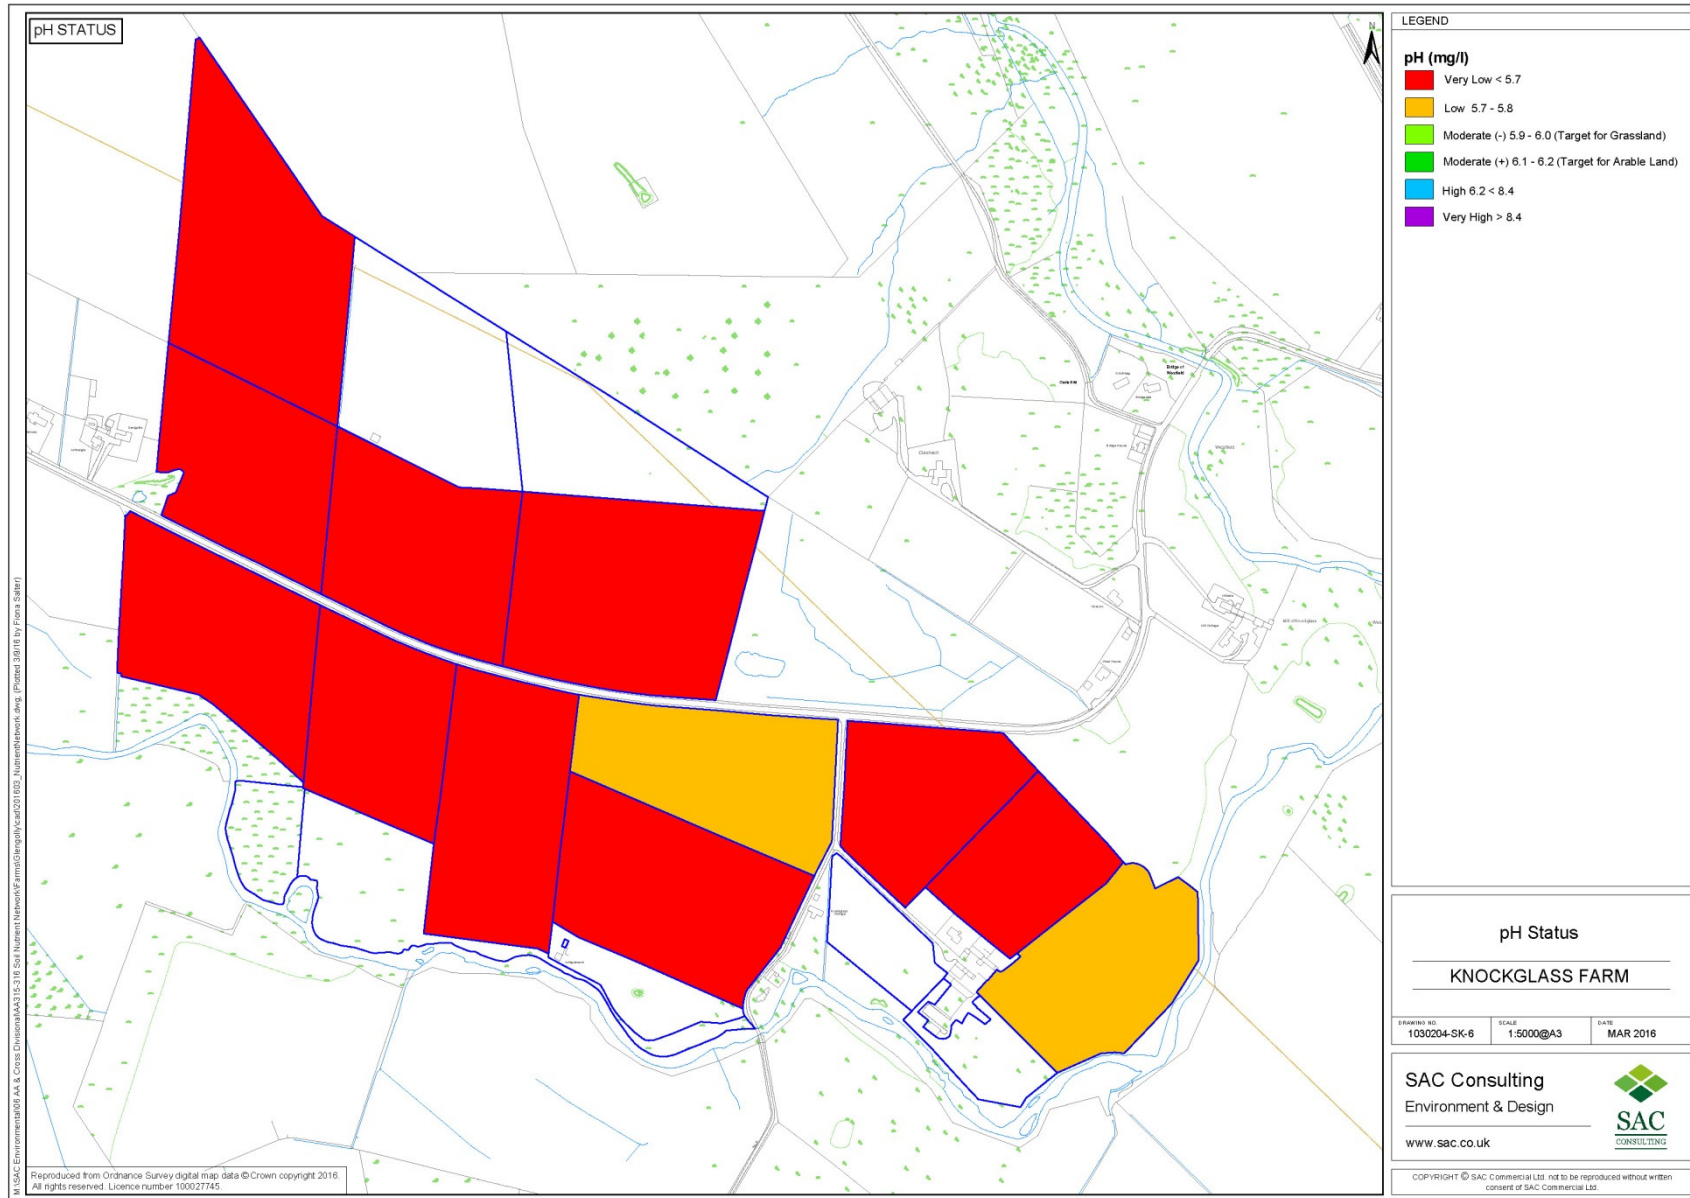 pH STATUS
N
LEGEND
pH (mg/l)
Very Low < 5.7
Low 5.7 - 5.8
Moderate (-) 5.9 - 6.0 (Target for Grassland)
Moderate (+) 6.1 - 6.2 (Target for Arable Land)
High 6.2 < 8.4
Very High > 8.4
pH Status
KNOCKGLASS FARM
DRAWING NO.
1030204-SK-6
SCALE
1:5000@A3
DATE
MAR 2016
SAC Consulting
Environment & Design
www.sac.co.uk
SAC
CONSULTING
COPYRIGHT © SAC Commercial Ltd. not to be reproduced without written
consent of SAC Commercial Ltd.
Reproduced from Ordnance Survey digital map data © Crown copyright 2016.
All rights reserved. Licence number 100027745.